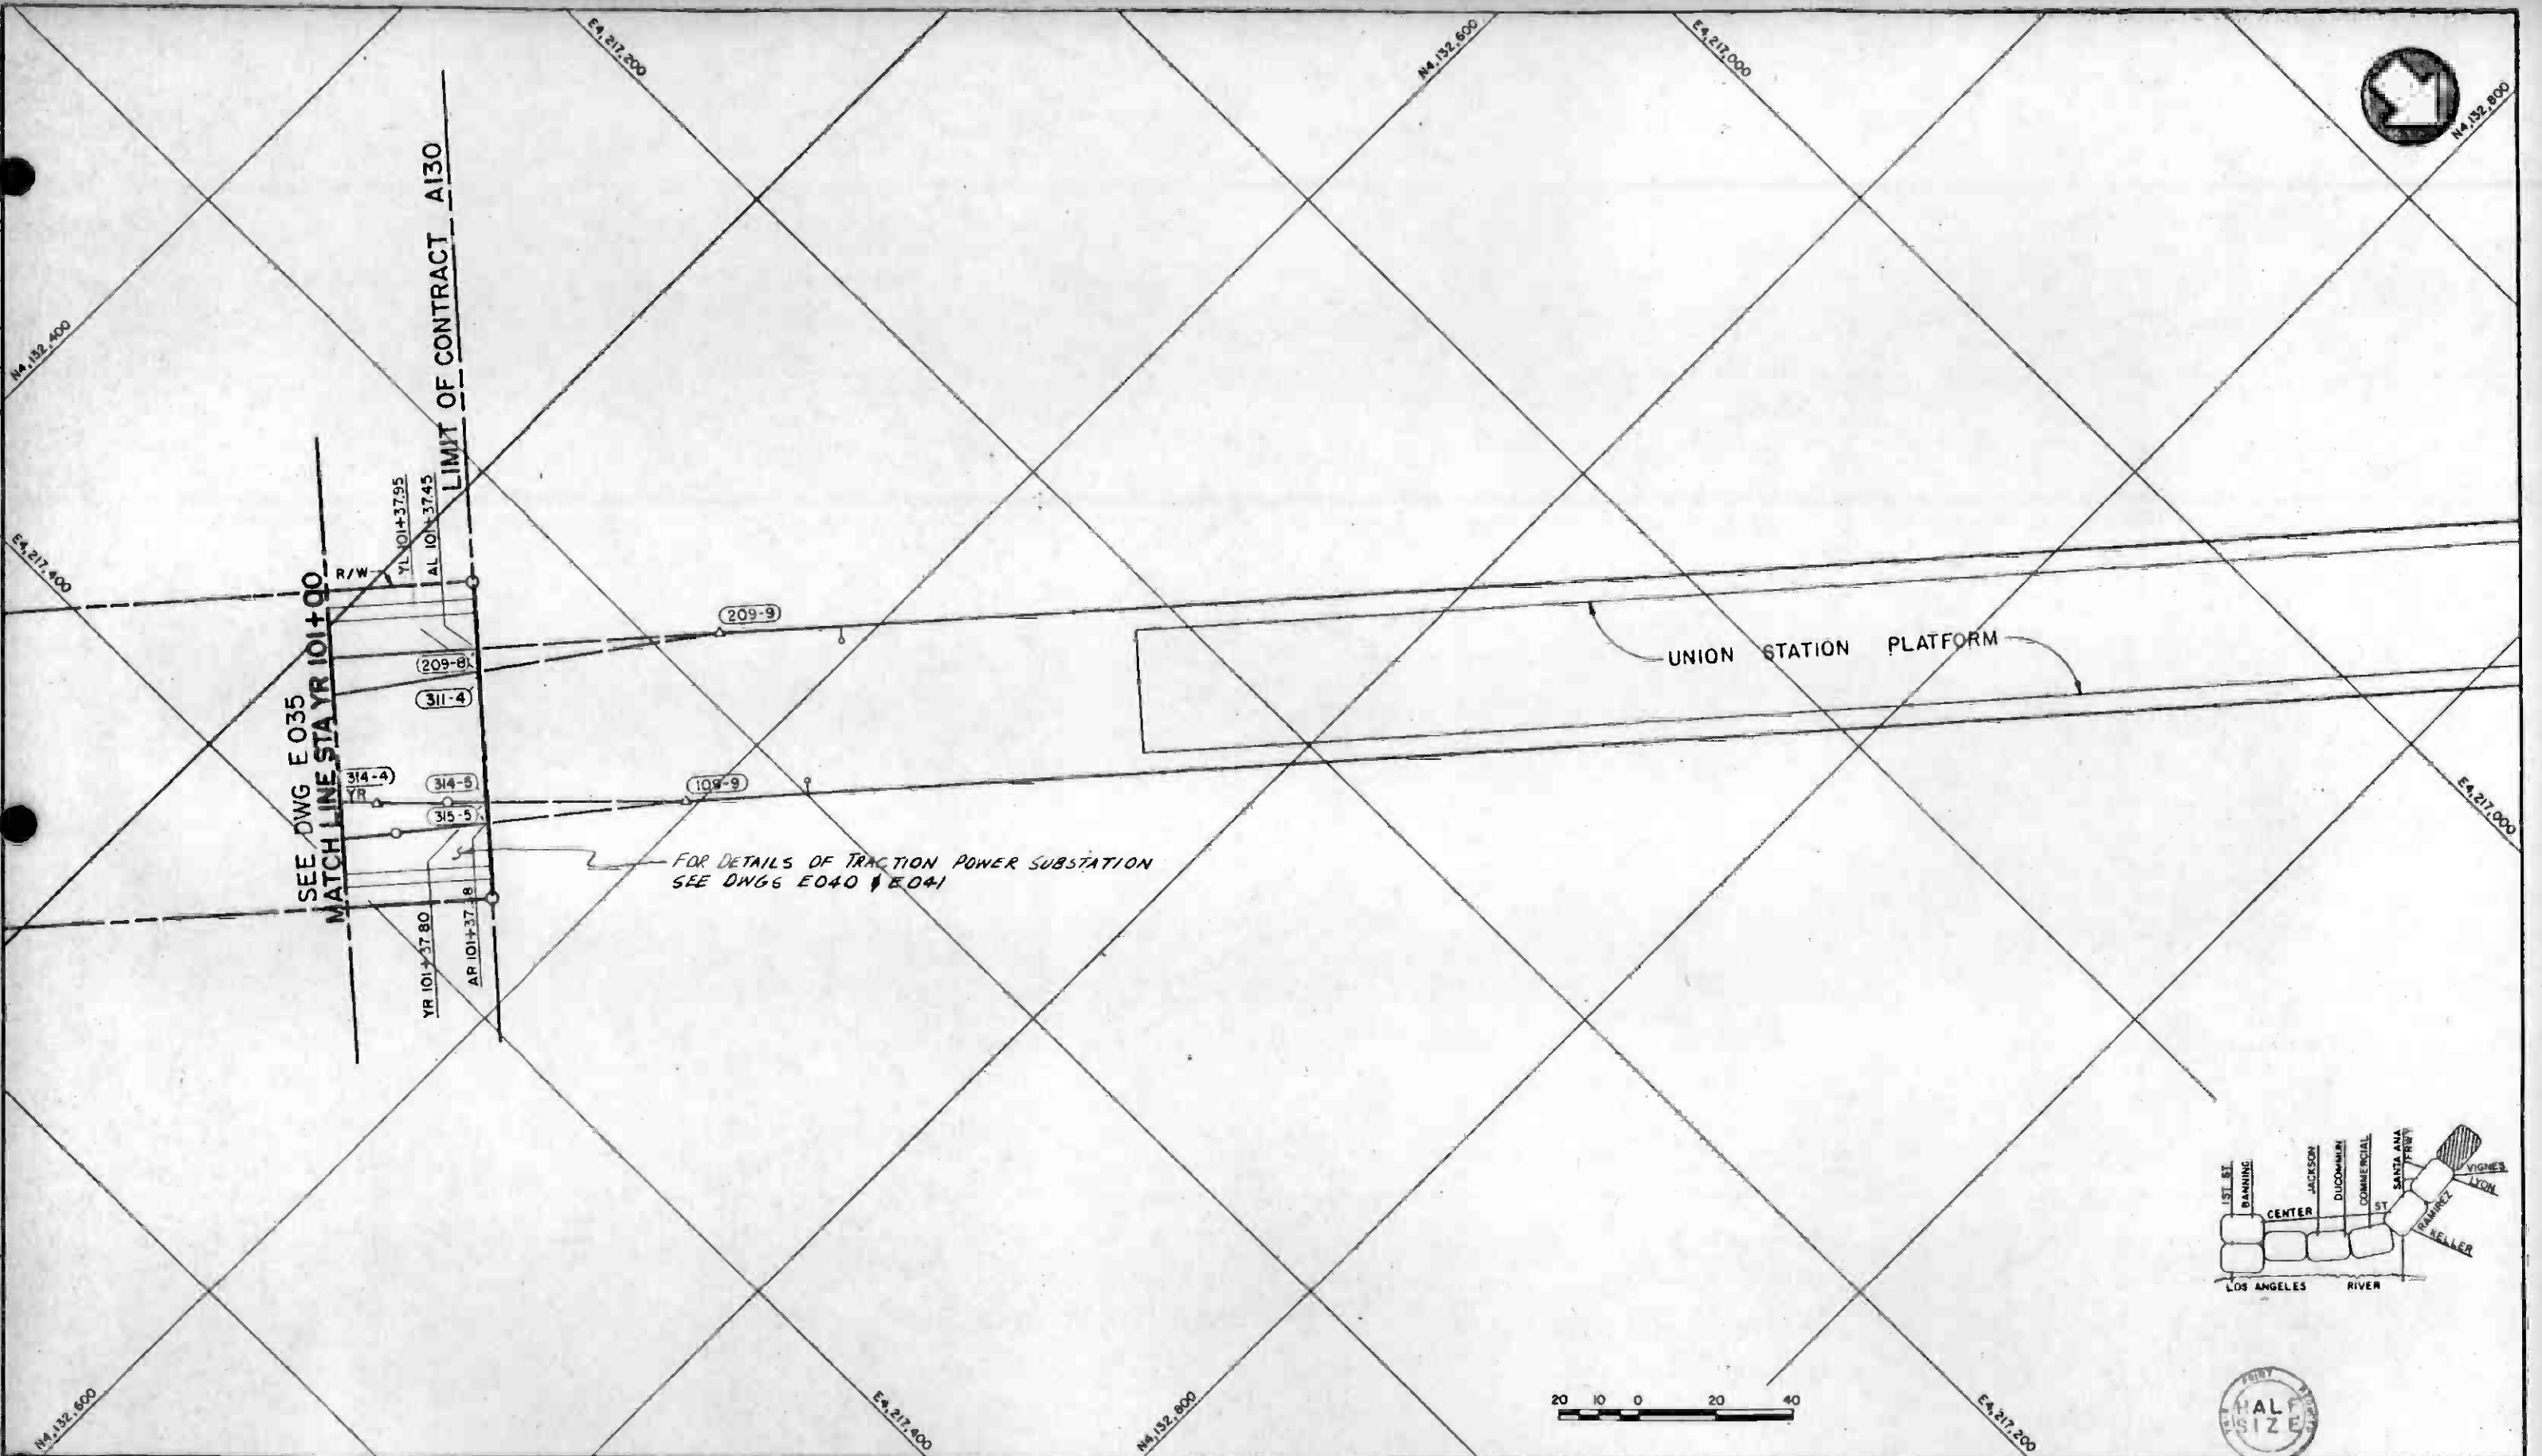 E4,217,200
N4,132,600
E4,217,000
N4,132,800
N4,132,400
LIMIT OF CONTRACT A130
YL 101+37.95
AL 101+37.45
E4,217,400
R/W
SEE DWG E 035
MATCH LINE STA YR 101+00
209-9
209-8
311-4
UNION STATION PLATFORM
314-4
YR
314-5
109-9
315-5
FOR DETAILS OF TRACTION POWER SUBSTATION
SEE DWGS E040 & E041
YR 101+37.80
AR 101+37.
E4,217,000
1ST ST
BANNING
JACKSON
DUCOMMUN
COMMERCIAL
SANTA ANA
FRWY
VIGNES
LYON
CENTER
ST
RAMIREZ
KELLER
LOS ANGELES RIVER
20 10 0 20 40
N4,132,600
E4,217,400
N4,132,800
E4,217,200
HALF
SIZE